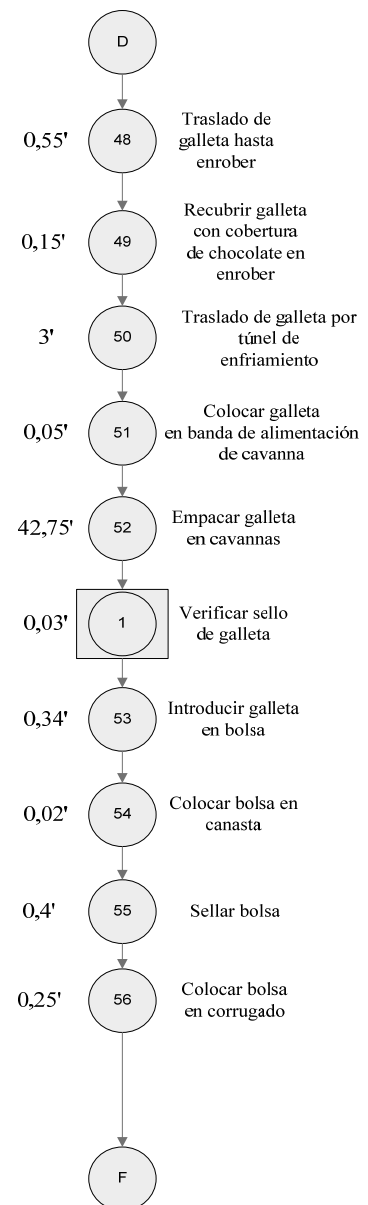 D
0,55'
48
Traslado de
galleta hasta
enrober
0,15'
49
Recubrir galleta
con cobertura
de chocolate en
enrober
3'
50
Traslado de galleta por
túnel de
enfriamiento
0,05'
51
Colocar galleta
en banda de alimentación
de cavanna
42,75'
52
Empacar galleta
en cavannas
0,03'
1
Verificar sello
de galleta
0,34'
53
Introducir galleta
en bolsa
0,02'
54
Colocar bolsa en
canasta
0,4'
55
Sellar bolsa
0,25'
56
Colocar bolsa
en corrugado
F